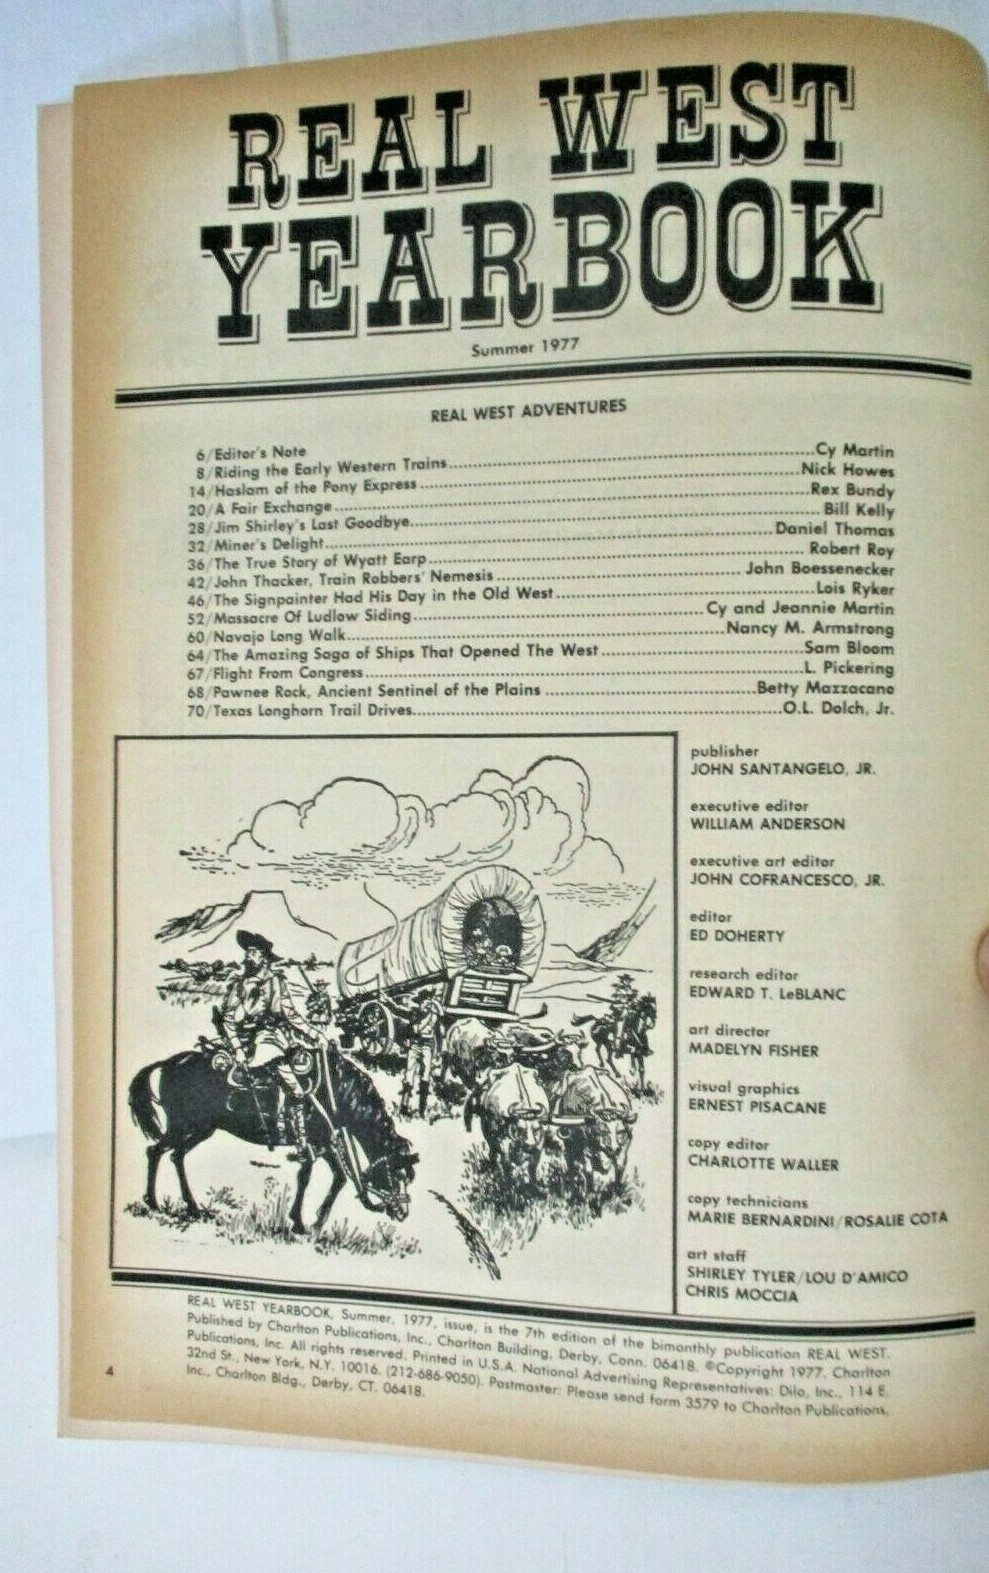 REAL WEST
YEARBOOK
Summer 1977
REAL WEST ADVENTURES
6/Editor's Note
8/Riding the Early Western Trains Cy Martin
14/Haslam of the Pony Express Nick Howes
20/A Fair Exchange Rex Bundy
28/Jim Shirley's Last Goodbye Bill Kelly
32/Miner's Delight Daniel Thomas
36/The True Story of Wyatt Earp Robert Roy
42/John Thacker, Train Robbers' Nemesis John Boessenecker
46/The Signpainter Had His Day in the Old West Lois Ryker
52/Massacre Of Ludlow Siding Cy and Jeannie Martin
60/Navajo Long Walk Nancy M. Armstrong
64/The Amazing Saga of Ships That Opened The West Sam Bloom
67/Flight From Congress L. Pickering
68/Pawnee Rock, Ancient Sentinel of the Plains Betty Mazzacano
70/Texas Longhorn Trail Drives O.L. Dolch, Jr.
publisher
JOHN SANTANGELO, JR.
executive editor
WILLIAM ANDERSON
executive art editor
JOHN COFRANCESCO, JR.
editor
ED DOHERTY
research editor
EDWARD T. LeBLANC
art director
MADELYN FISHER
visual graphics
ERNEST PISACANE
copy editor
CHARLOTTE WALLER
copy technicians
MARIE BERNARDINI/ROSALIE COTA
art staff
SHIRLEY TYLER/LOU D'AMICO
CHRIS MOCCIA
REAL WEST YEARBOOK, Summer, 1977, issue, is the 7th edition of the bimonthly publication REAL WEST.
Published by Charlton Publications, Inc., Charlton Building, Derby, Conn. 06418. ©Copyright 1977. Charlton
Publications, Inc. All rights reserved. Printed in U.S.A. National Advertising Representatives: Dilo, Inc., 114 E.
32nd St., New York, N.Y. 10016. (212-686-9050). Postmaster: Please send form 3579 to Charlton Publications,
Inc., Charlton Bldg., Derby, CT. 06418.
4